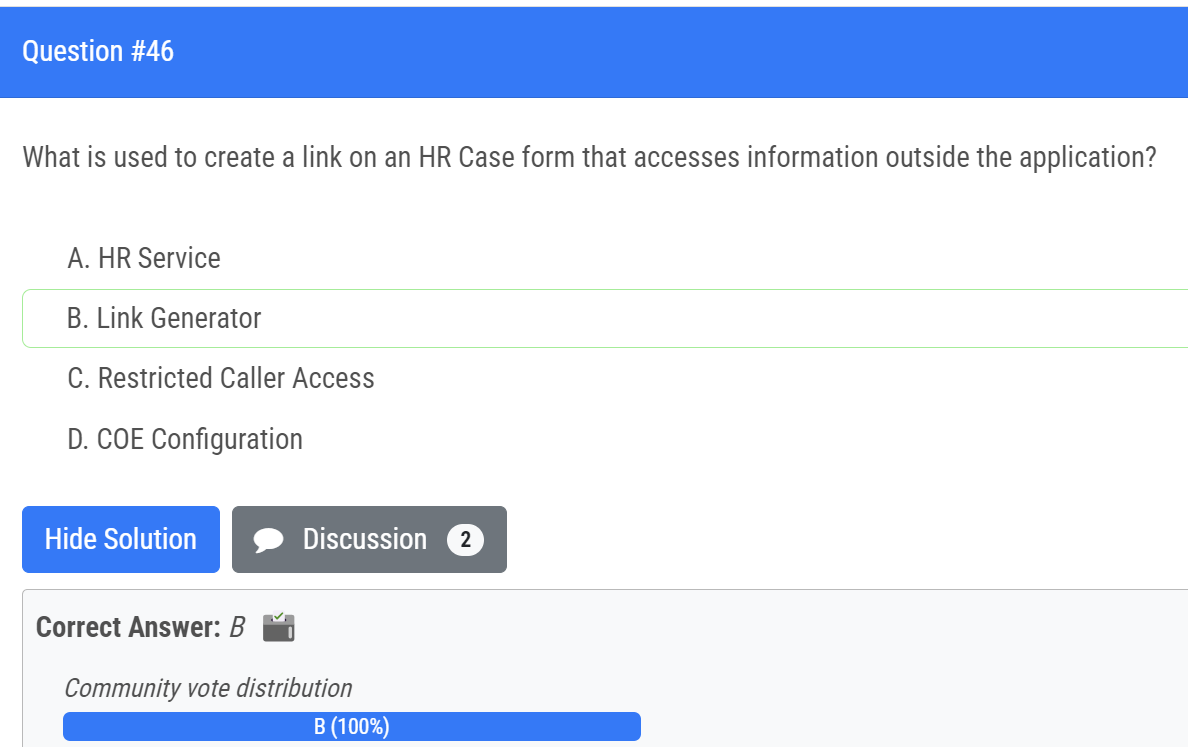 Question #46
What is used to create a link on an HR Case form that accesses information outside the application?
A. HR Service
B. Link Generator
C. Restricted Caller Access
D. COE Configuration
Hide Solution Discussion 2
Correct Answer: B
Community vote distribution
B (100%)